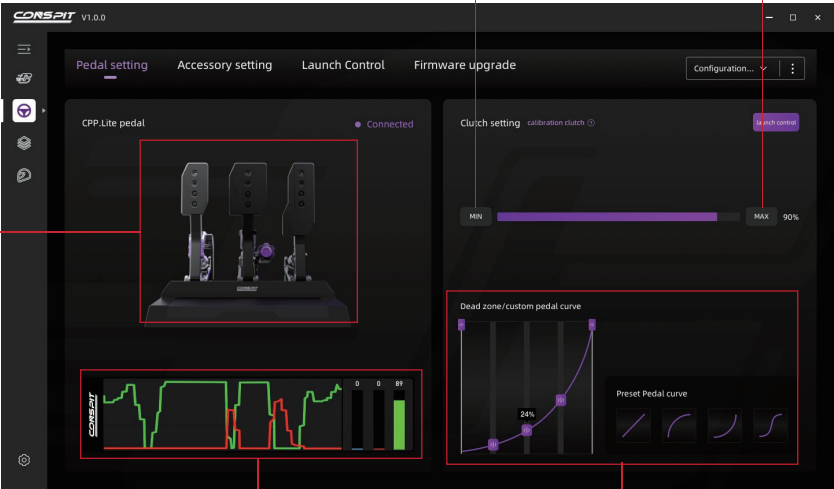 CONSPIT V1.0.0
Pedal setting Accessory setting Launch Control Firmware upgrade
Configuration...
CPP.Lite pedal
Connected
Clutch setting calibration clutch ?
launch control
MIN
MAX 90%
CONSPIT
Dead zone/custom pedal curve
24%
Preset Pedal curve
CONSPIT
0 0 89